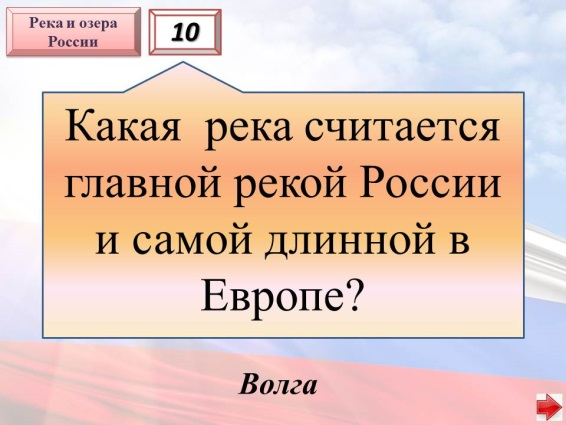 Река и озера
России
10
Какая река считается
главной рекой России
и самой длинной в
Европе?
Волга